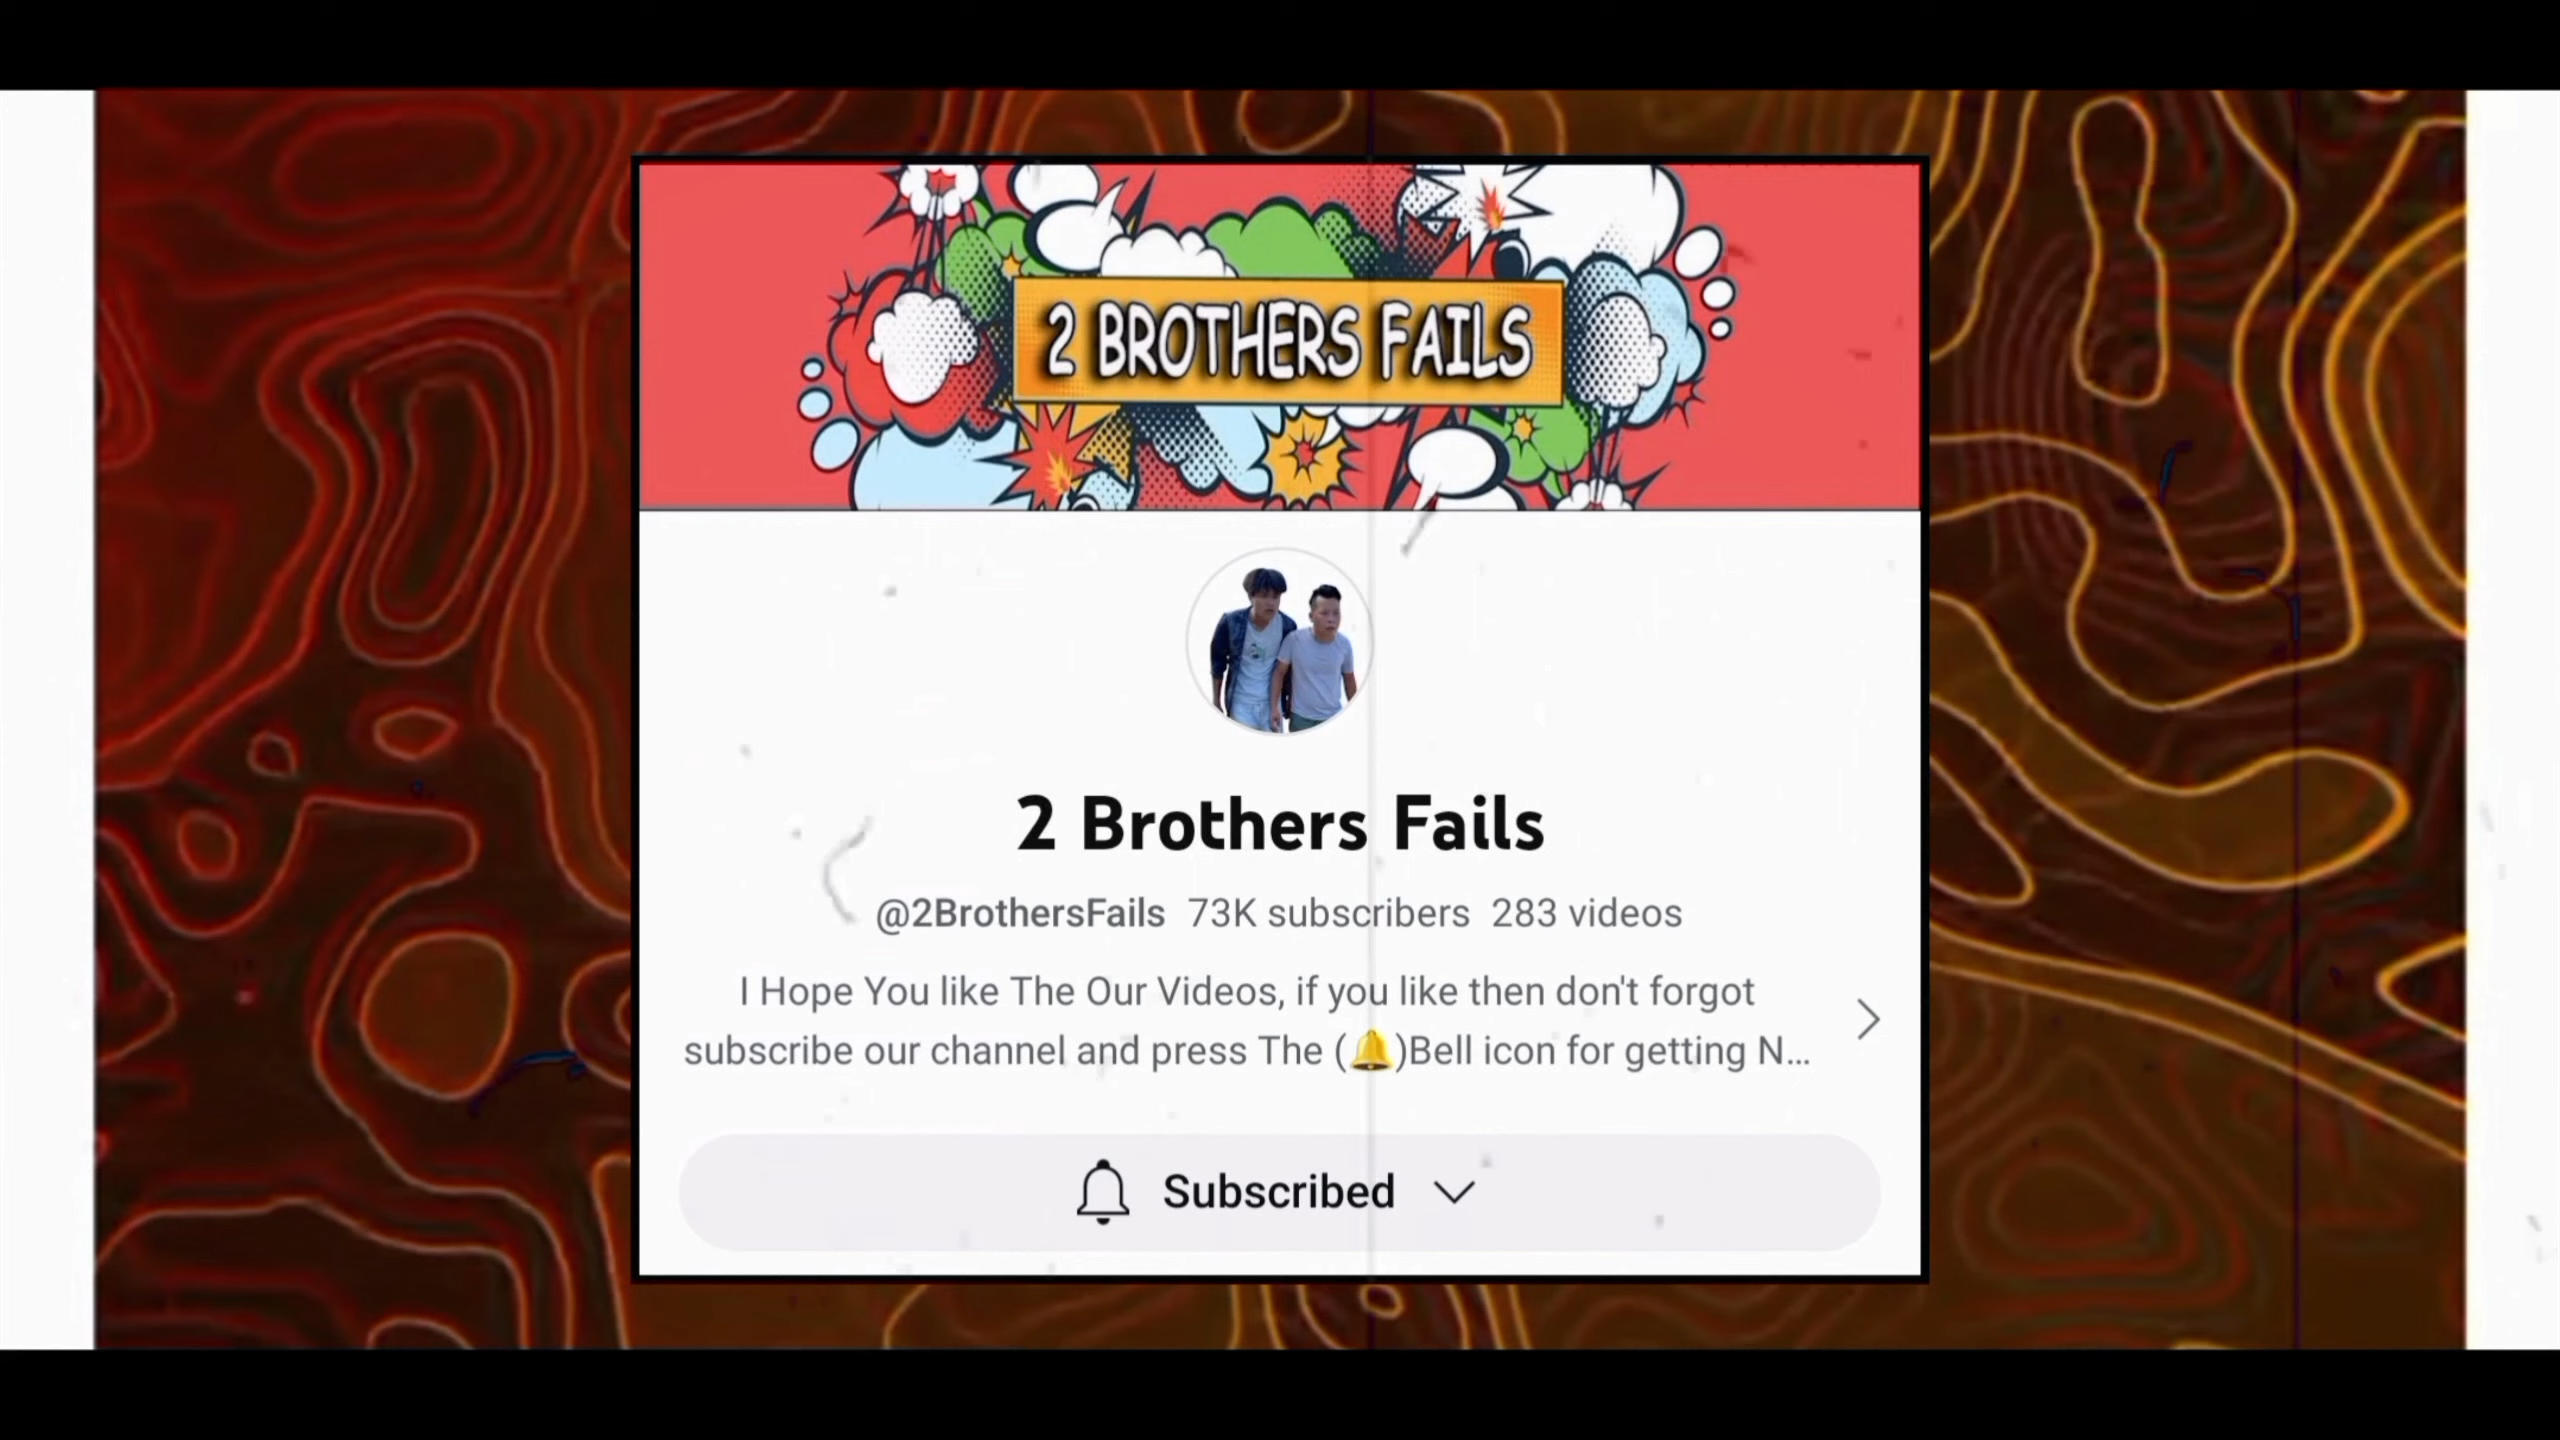 2 BROTHERS FAILS
2 Brothers Fails
@2BrothersFails 73K subscribers 283 videos
I Hope You like The Our Videos, if you like then don't forgot
subscribe our channel and press The (🔔)Bell icon for getting N...
Subscribed